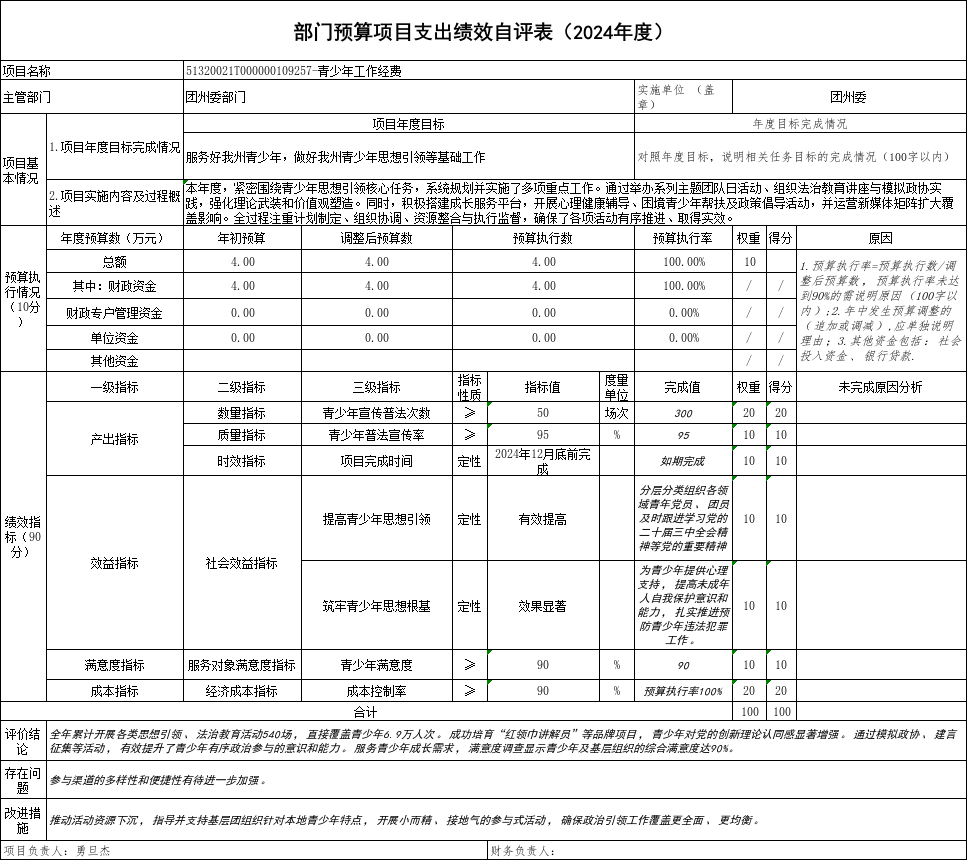 部门预算项目支出绩效自评表（2024年度）
项目名称 51320021T000000109257-青少年工作经费
主管部门 团州委部门 实施单位 （盖章） 团州委
项目基本情况
1.项目年度目标完成情况 项目年度目标 年度目标完成情况
服务好我州青少年，做好我州青少年思想引领等基础工作 对照年度目标，说明相关任务目标的完成情况（100字以内）
2.项目实施内容及过程概述
本年度，紧密围绕青少年思想引领核心任务，系统规划并实施了多项重点工作。通过举办系列主题团队日活动、组织法治教育讲座与模拟政协实
践，强化理论武装和价值观塑造。同时，积极搭建成长服务平台，开展心理健康辅导、困境青少年帮扶及政策倡导活动，并运营新媒体矩阵扩大覆
盖影响。全过程注重计划制定、组织协调、资源整合与执行监督，确保了各项活动有序推进、取得实效。
预算执行情况（10分）
年度预算数（万元） 年初预算 调整后预算数 预算执行数 预算执行率 权重 得分 原因
总额 4.00 4.00 4.00 100.00% 10
其中：财政资金 4.00 4.00 4.00 100.00% / /
财政专户管理资金 0.00 0.00 0.00 0.00% / /
单位资金 0.00 0.00 0.00 0.00% / /
其他资金 / /
1.预算执行率=预算执行数/调
整后预算数，预算执行率未达
到90%的需说明原因（100字以
内）;2.年中发生预算调整的
（追加或调减）,应单独说明
理由；3.其他资金包括：社会
投入资金、银行贷款.
绩效指标（90分）
一级指标 二级指标 三级指标 指标性质 指标值 度量单位 完成值 权重 得分 未完成原因分析
产出指标 数量指标 青少年宣传普法次数 ≥ 50 场次 300 20 20
质量指标 青少年普法宣传率 ≥ 95 % 95 10 10
时效指标 项目完成时间 定性 2024年12月底前完成 如期完成 10 10
效益指标 社会效益指标 提高青少年思想引领 定性 有效提高
分层分类组织各领
域青年党员、团员
及时跟进学习党的
二十届三中全会精
神等党的重要精神
10 10
筑牢青少年思想根基 定性 效果显著
为青少年提供心理
支持，提高未成年
人自我保护意识和
能力，扎实推进预
防青少年违法犯罪
工作。
10 10
满意度指标 服务对象满意度指标 青少年满意度 ≥ 90 % 90 10 10
成本指标 经济成本指标 成本控制率 ≥ 90 % 预算执行率100% 20 20
合计 100 100
评价结论
全年累计开展各类思想引领、法治教育活动540场，直接覆盖青少年6.9万人次。成功培育“红领巾讲解员”等品牌项目，青少年对党的创新理论认同感显著增强。通过模拟政协、建言
征集等活动，有效提升了青少年有序政治参与的意识和能力。服务青少年成长需求，满意度调查显示青少年及基层组织的综合满意度达90%。
存在问题 参与渠道的多样性和便捷性有待进一步加强。
改进措施 推动活动资源下沉，指导并支持基层团组织针对本地青少年特点，开展小而精、接地气的参与式活动，确保政治引领工作覆盖更全面、更均衡。
项目负责人：勇旦杰 财务负责人：